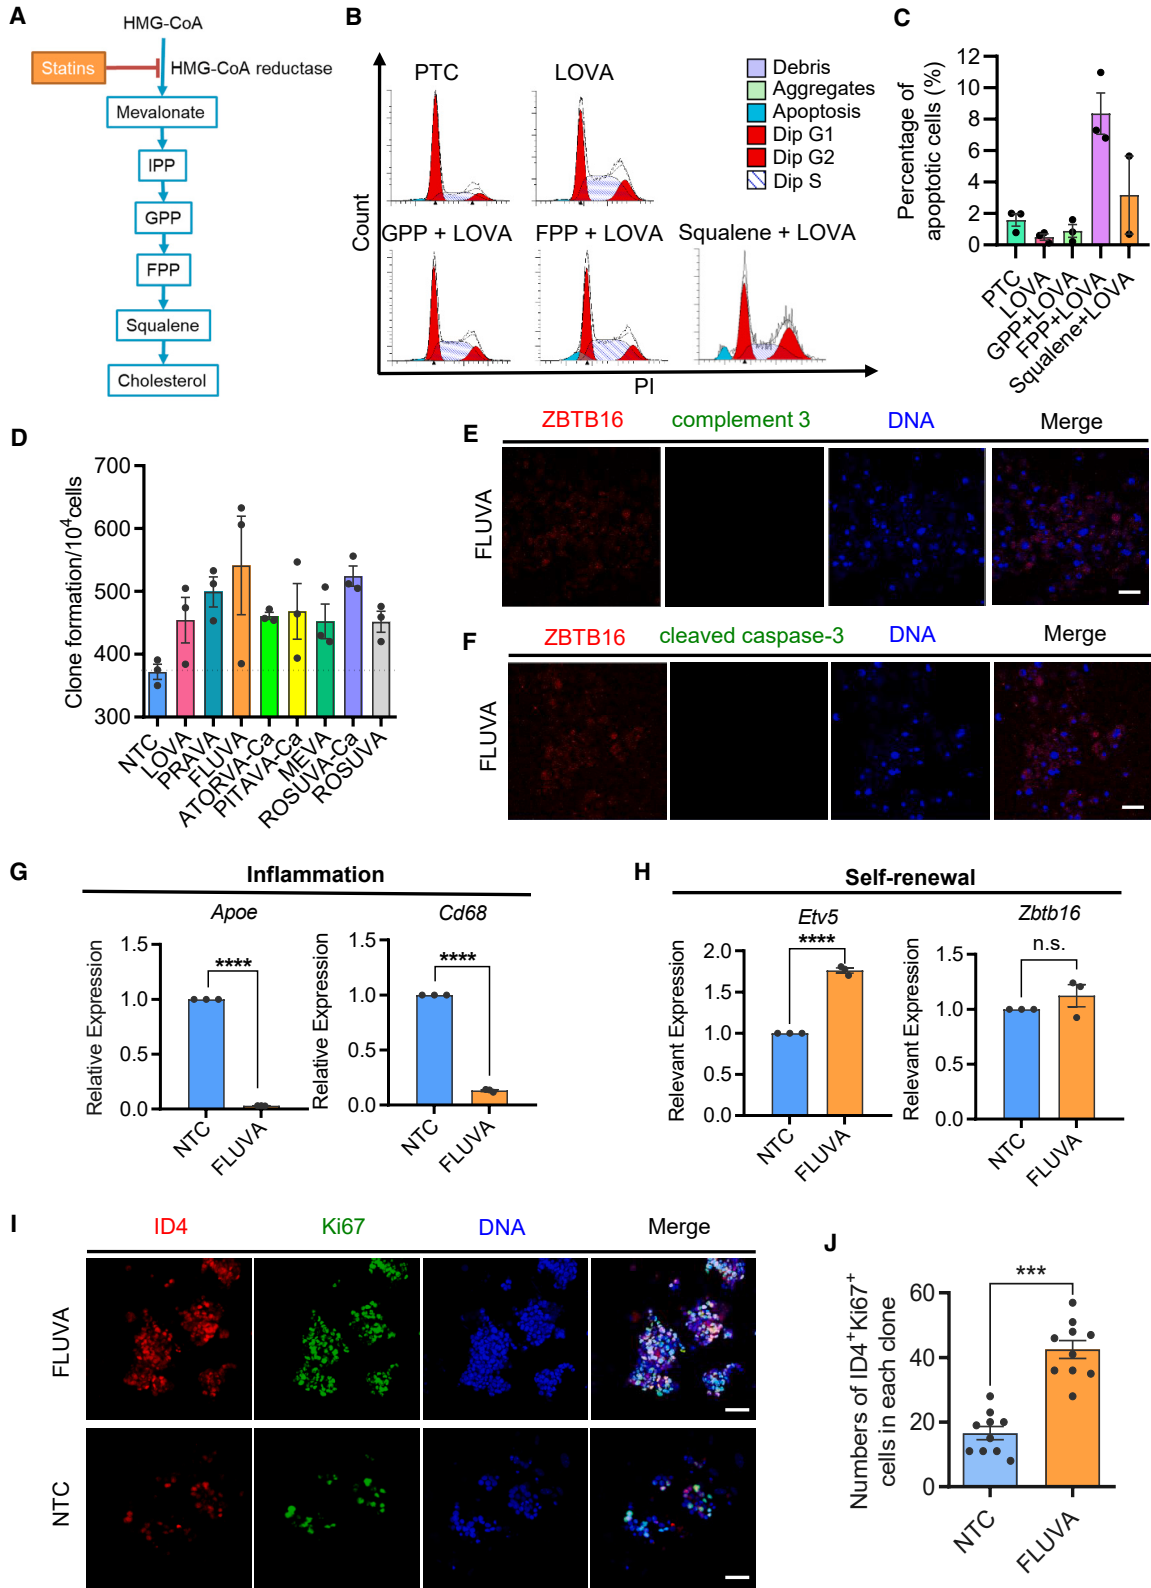 A
HMG-CoA
Statins
HMG-CoA reductase
Mevalonate
IPP
GPP
FPP
Squalene
Cholesterol
B
PTC
LOVA
Debris
Aggregates
Apoptosis
Dip G1
Dip G2
Dip S
GPP + LOVA
FPP + LOVA
Squalene + LOVA
Count
PI
C
Percentage of
apoptotic cells (%)
12
10
8
6
4
2
0
PTC
LOVA
GPP+LOVA
FPP+LOVA
Squalene+LOVA
D
Clone formation/10⁴cells
700
600
500
400
300
NTC
LOVA
PRAVA
FLUVA
ATORVA-Ca
PITAVA-Ca
MEVA
ROSUVA-Ca
ROSUVA
E
ZBTB16
complement 3
DNA
Merge
FLUVA
F
ZBTB16
cleaved caspase-3
DNA
Merge
FLUVA
G
Inflammation
Apoe
Relative Expression
1.5
1.0
0.5
0.0
****
NTC
FLUVA
Cd68
Relative Expression
1.5
1.0
0.5
0.0
****
NTC
FLUVA
H
Self-renewal
Etv5
Relevant Expression
2.0
1.5
1.0
0.5
0.0
****
NTC
FLUVA
Zbtb16
Relevant Expression
1.5
1.0
0.5
0.0
n.s.
NTC
FLUVA
I
ID4
Ki67
DNA
Merge
FLUVA
NTC
J
Numbers of ID4⁺Ki67⁺
cells in each clone
60
40
20
0
***
NTC
FLUVA